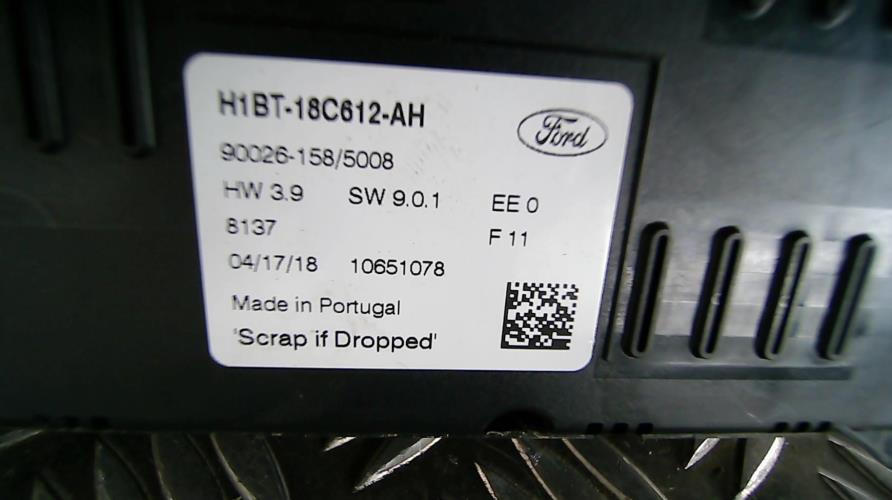 H1BT-18C612-AH
Ford
90026-158/5008
HW 3.9 SW 9.0.1 EE 0
8137 F 11
04/17/18 10651078
Made in Portugal
'Scrap if Dropped'